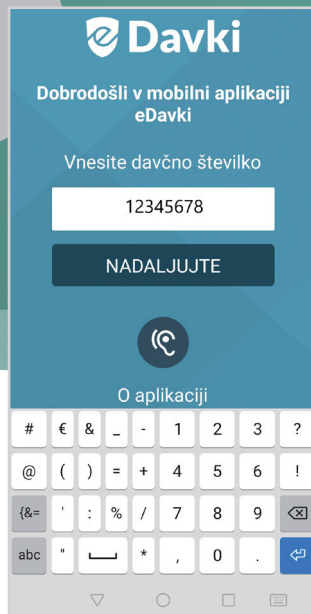 eDavki
Dobrodošli v mobilni aplikaciji
eDavki
Vnesite davčno številko
12345678
NADALJUJTE
O aplikaciji
# € & _ - 1 2 3 ?
@ ( ) = + 4 5 6 !
{&= ' : % / 7 8 9
abc " * , 0 .